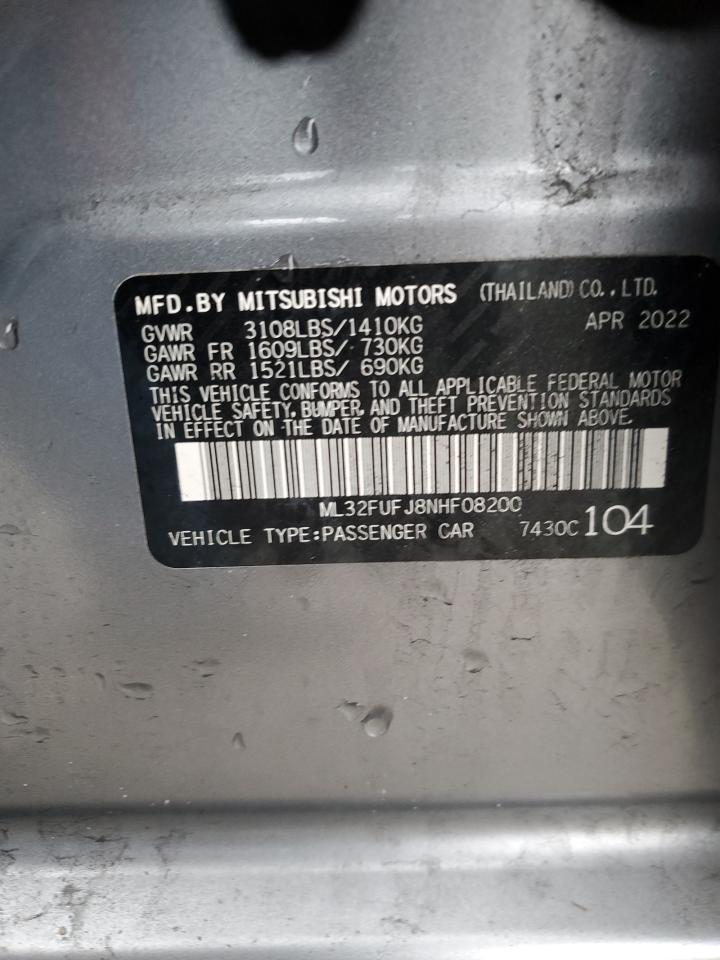 MFD.BY MITSUBISHI MOTORS (THAILAND) CO., LTD.
GVWR 3108LBS/1410KG APR 2022
GAWR FR 1609LBS/ 730KG
GAWR RR 1521LBS/ 690KG
THIS VEHICLE CONFORMS TO ALL APPLICABLE FEDERAL MOTOR
VEHICLE SAFETY, BUMPER, AND THEFT PREVENTION STANDARDS
IN EFFECT ON THE DATE OF MANUFACTURE SHOWN ABOVE.
ML32FUFJ8NHF08200
VEHICLE TYPE:PASSENGER CAR 7430C 104